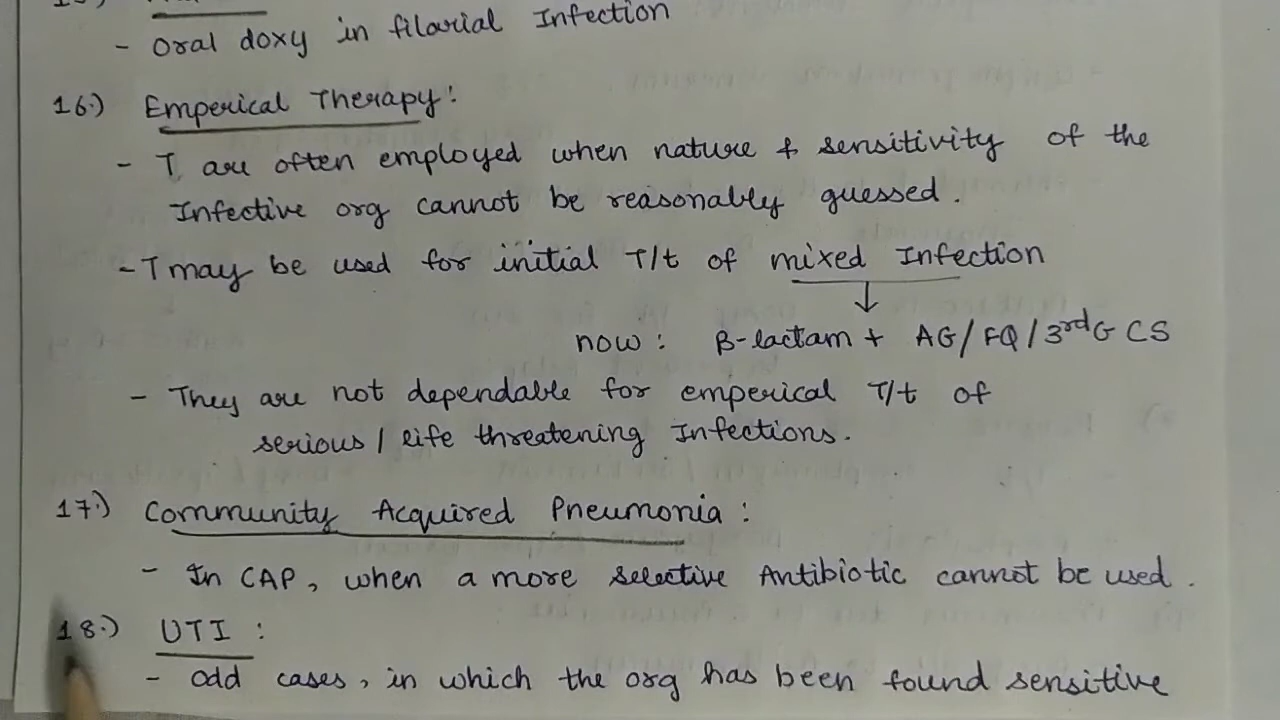 - Oral doxy in filarial Infection
16.) Emperical Therapy:
- T are often employed when nature & sensitivity of the
Infective org cannot be reasonably guessed.
- T may be used for initial T/t of mixed Infection
↓
now: β-lactam + AG/FQ/3rdG CS
- They are not dependable for emperical T/t of
serious / life threatening Infections.
17.) Community Acquired Pneumonia:
- In CAP, when a more selective Antibiotic cannot be used.
18.) UTI:
- odd cases, in which the org has been found sensitive